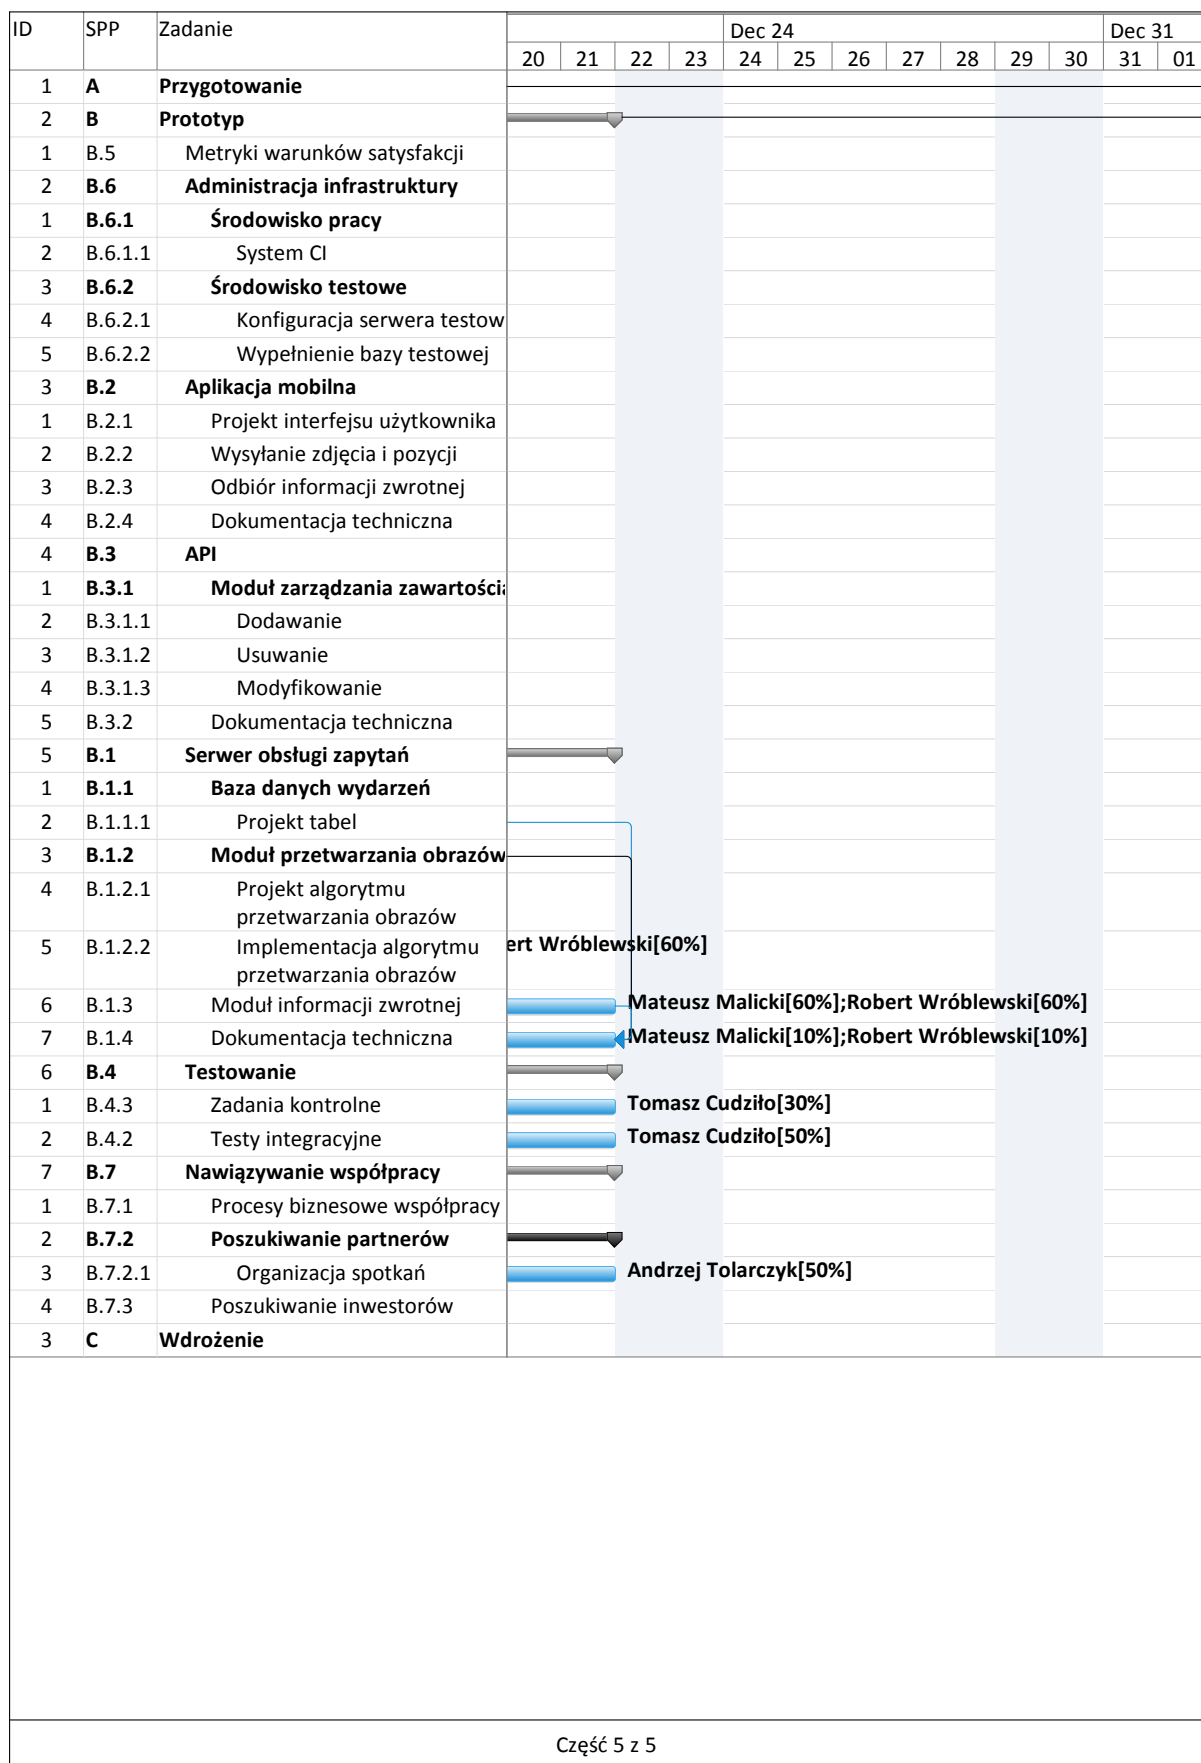 ID SPP Zadanie Dec 24 Dec 31
20 21 22 23 24 25 26 27 28 29 30 31 01
1 A Przygotowanie
2 B Prototyp
1 B.5 Metryki warunków satysfakcji
2 B.6 Administracja infrastruktury
1 B.6.1 Środowisko pracy
2 B.6.1.1 System CI
3 B.6.2 Środowisko testowe
4 B.6.2.1 Konfiguracja serwera testow
5 B.6.2.2 Wypełnienie bazy testowej
3 B.2 Aplikacja mobilna
1 B.2.1 Projekt interfejsu użytkownika
2 B.2.2 Wysyłanie zdjęcia i pozycji
3 B.2.3 Odbiór informacji zwrotnej
4 B.2.4 Dokumentacja techniczna
4 B.3 API
1 B.3.1 Moduł zarządzania zawartości
2 B.3.1.1 Dodawanie
3 B.3.1.2 Usuwanie
4 B.3.1.3 Modyfikowanie
5 B.3.2 Dokumentacja techniczna
5 B.1 Serwer obsługi zapytań
1 B.1.1 Baza danych wydarzeń
2 B.1.1.1 Projekt tabel
3 B.1.2 Moduł przetwarzania obrazów
4 B.1.2.1 Projekt algorytmu
przetwarzania obrazów
5 B.1.2.2 Implementacja algorytmu ert Wróblewski[60%]
przetwarzania obrazów
6 B.1.3 Moduł informacji zwrotnej Mateusz Malicki[60%];Robert Wróblewski[60%]
7 B.1.4 Dokumentacja techniczna Mateusz Malicki[10%];Robert Wróblewski[10%]
6 B.4 Testowanie
1 B.4.3 Zadania kontrolne Tomasz Cudziło[30%]
2 B.4.2 Testy integracyjne Tomasz Cudziło[50%]
7 B.7 Nawiązywanie współpracy
1 B.7.1 Procesy biznesowe współpracy
2 B.7.2 Poszukiwanie partnerów
3 B.7.2.1 Organizacja spotkań Andrzej Tolarczyk[50%]
4 B.7.3 Poszukiwanie inwestorów
3 C Wdrożenie
Część 5 z 5